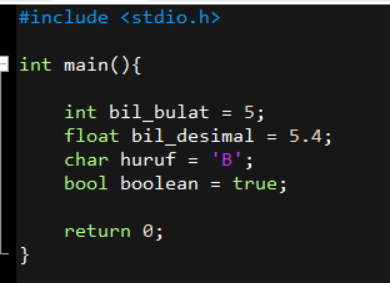 #include <stdio.h>
int main(){
int bil_bulat = 5;
float bil_desimal = 5.4;
char huruf = 'B';
bool boolean = true;
return 0;
}